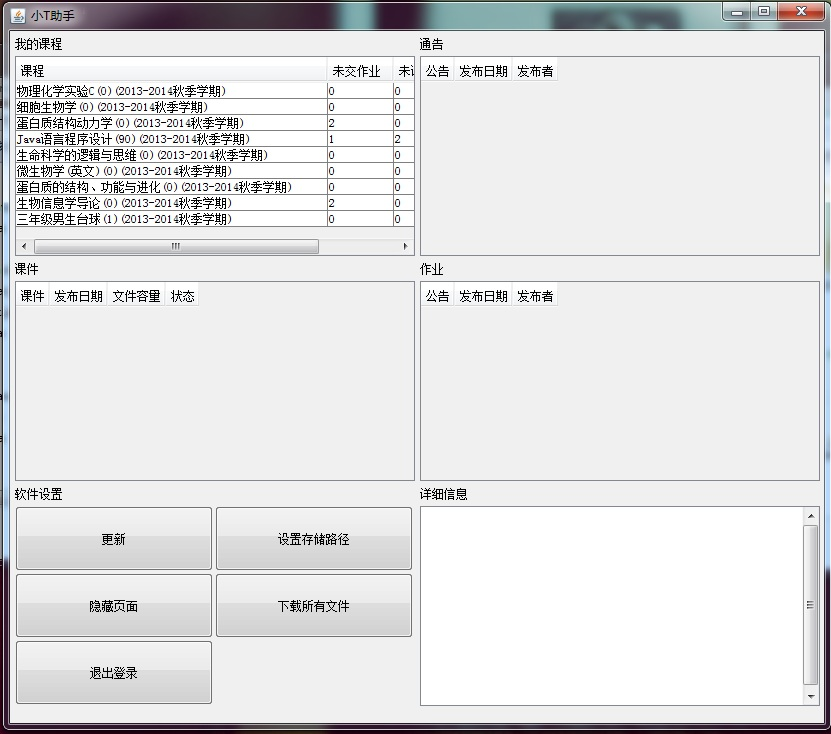 小T助手
我的课程
课程 未交作业
物理化学实验C(0)(2013-2014秋季学期) 0 0
细胞生物学(0)(2013-2014秋季学期) 0 0
蛋白质结构动力学(0)(2013-2014秋季学期) 2 0
Java语言程序设计(90)(2013-2014秋季学期) 1 2
生命科学的逻辑与思维(0)(2013-2014秋季学期) 0 0
微生物学(英文)(0)(2013-2014秋季学期) 0 0
蛋白质的结构、功能与进化(0)(2013-2014秋季学期) 0 0
生物信息学导论(0)(2013-2014秋季学期) 2 0
三年级男生台球(1)(2013-2014秋季学期) 0 0
通告
公告 发布日期 发布者
课件
课件 发布日期 文件容量 状态
作业
公告 发布日期 发布者
软件设置
更新 设置存储路径
隐藏页面 下载所有文件
退出登录
详细信息